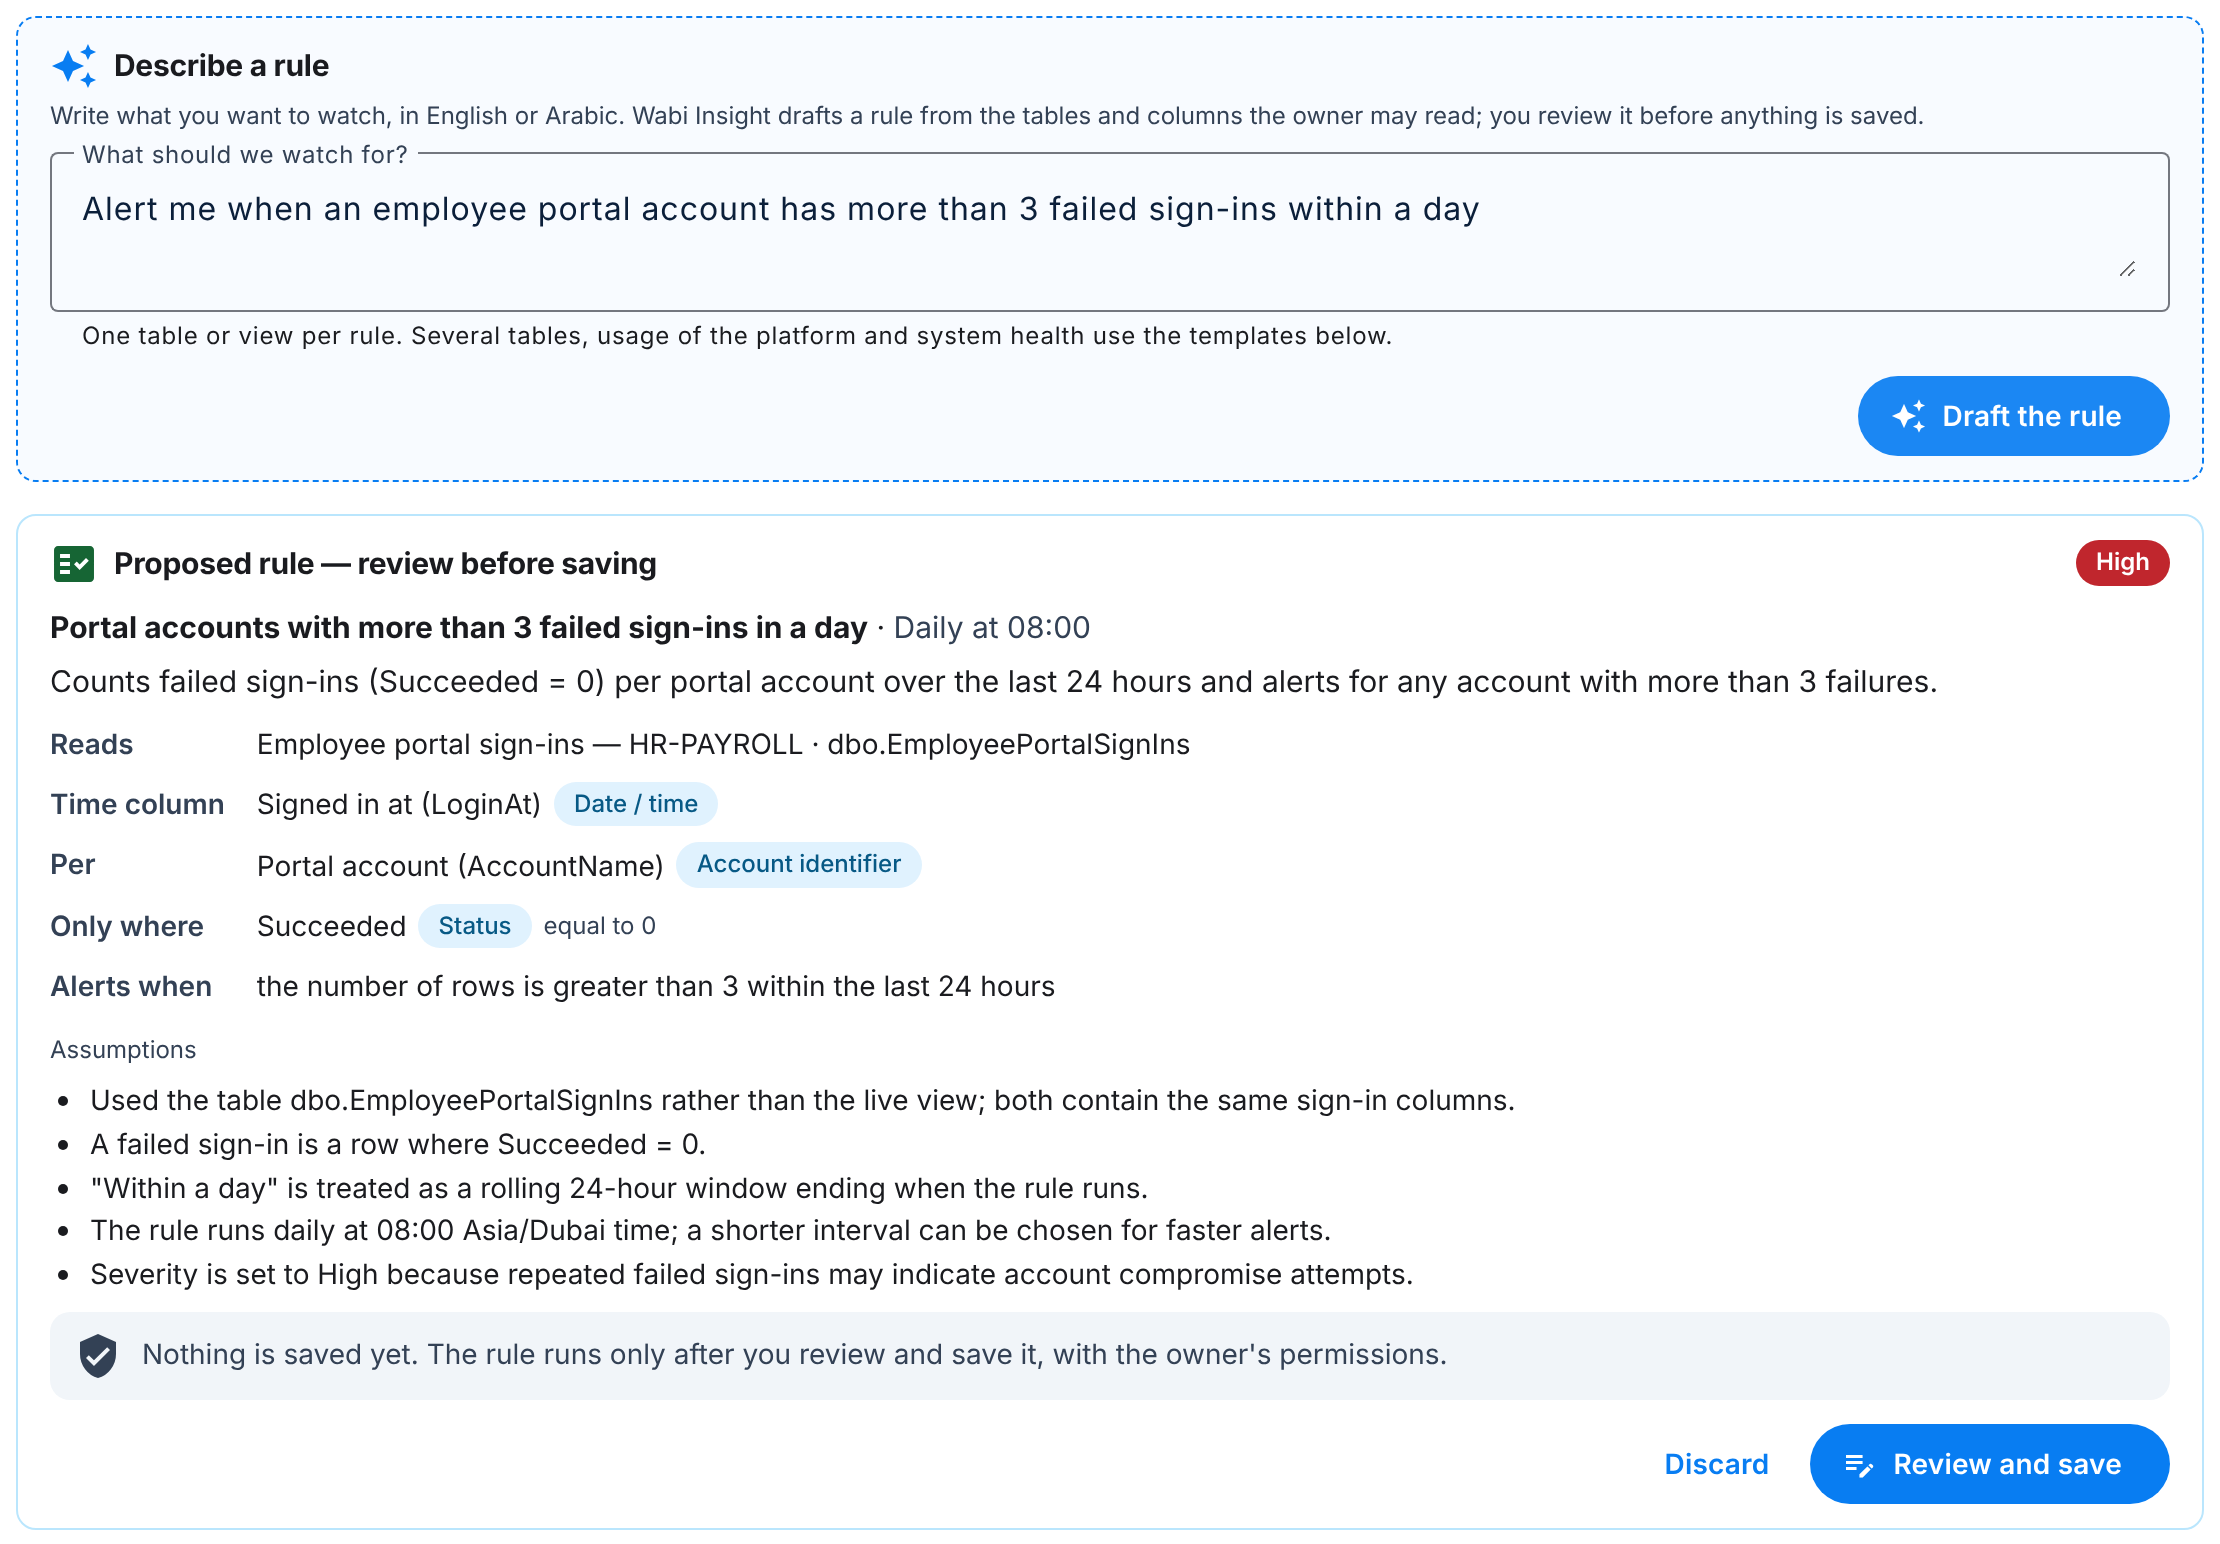 Describe a rule
Write what you want to watch, in English or Arabic. Wabi Insight drafts a rule from the tables and columns the owner may read; you review it before anything is saved.
What should we watch for?
Alert me when an employee portal account has more than 3 failed sign-ins within a day
One table or view per rule. Several tables, usage of the platform and system health use the templates below.
Draft the rule
Proposed rule — review before saving
High
Portal accounts with more than 3 failed sign-ins in a day · Daily at 08:00
Counts failed sign-ins (Succeeded = 0) per portal account over the last 24 hours and alerts for any account with more than 3 failures.
Reads Employee portal sign-ins — HR-PAYROLL · dbo.EmployeePortalSignIns
Time column Signed in at (LoginAt) Date / time
Per Portal account (AccountName) Account identifier
Only where Succeeded Status equal to 0
Alerts when the number of rows is greater than 3 within the last 24 hours
Assumptions
• Used the table dbo.EmployeePortalSignIns rather than the live view; both contain the same sign-in columns.
• A failed sign-in is a row where Succeeded = 0.
• "Within a day" is treated as a rolling 24-hour window ending when the rule runs.
• The rule runs daily at 08:00 Asia/Dubai time; a shorter interval can be chosen for faster alerts.
• Severity is set to High because repeated failed sign-ins may indicate account compromise attempts.
Nothing is saved yet. The rule runs only after you review and save it, with the owner's permissions.
Discard
Review and save